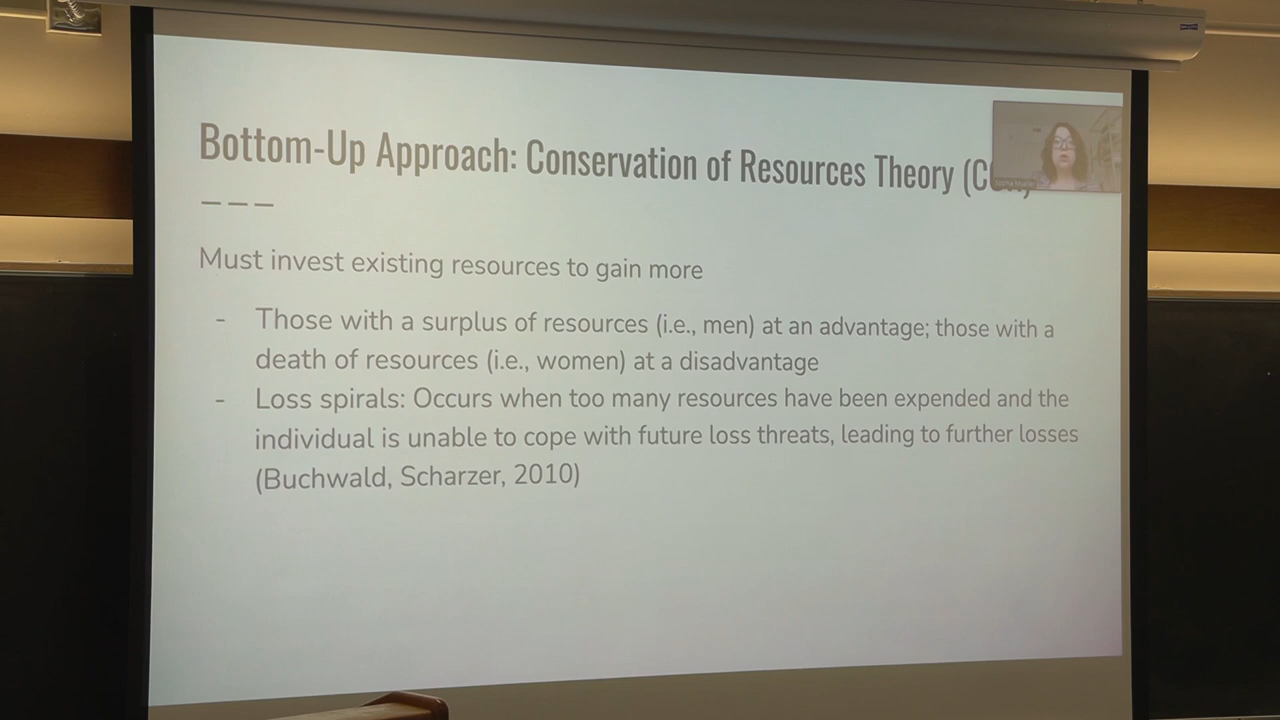 Bottom-Up Approach: Conservation of Resources Theory
Must invest existing resources to gain more
- Those with a surplus of resources (i.e., men) at an advantage; those with a
death of resources (i.e., women) at a disadvantage
- Loss spirals: Occurs when too many resources have been expended and the
individual is unable to cope with future loss threats, leading to further losses
(Buchwald, Scharzer, 2010)